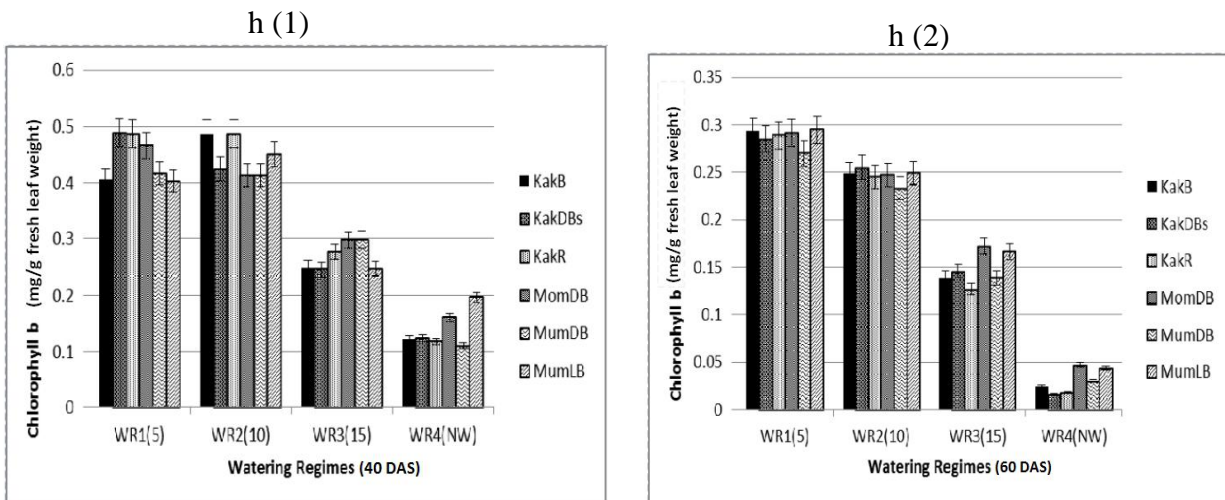 h (1)
0.6
0.5
0.4
0.3
0.2
0.1
0
Chlorophyll b (mg/g fresh leaf weight)
WR1(5) WR2(10) WR3(15) WR4(NW)
Watering Regimes (40 DAS)
KakB
KakDBs
KakR
MomDB
MumDB
MumLB
h (2)
0.35
0.3
0.25
0.2
0.15
0.1
0.05
0
Chlorophyll b (mg/g fresh leaf weight)
WR1(5) WR2(10) WR3(15) WR4(NW)
Watering Regimes (60 DAS)
KakB
KakDBs
KakR
MomDB
MumDB
MumLB